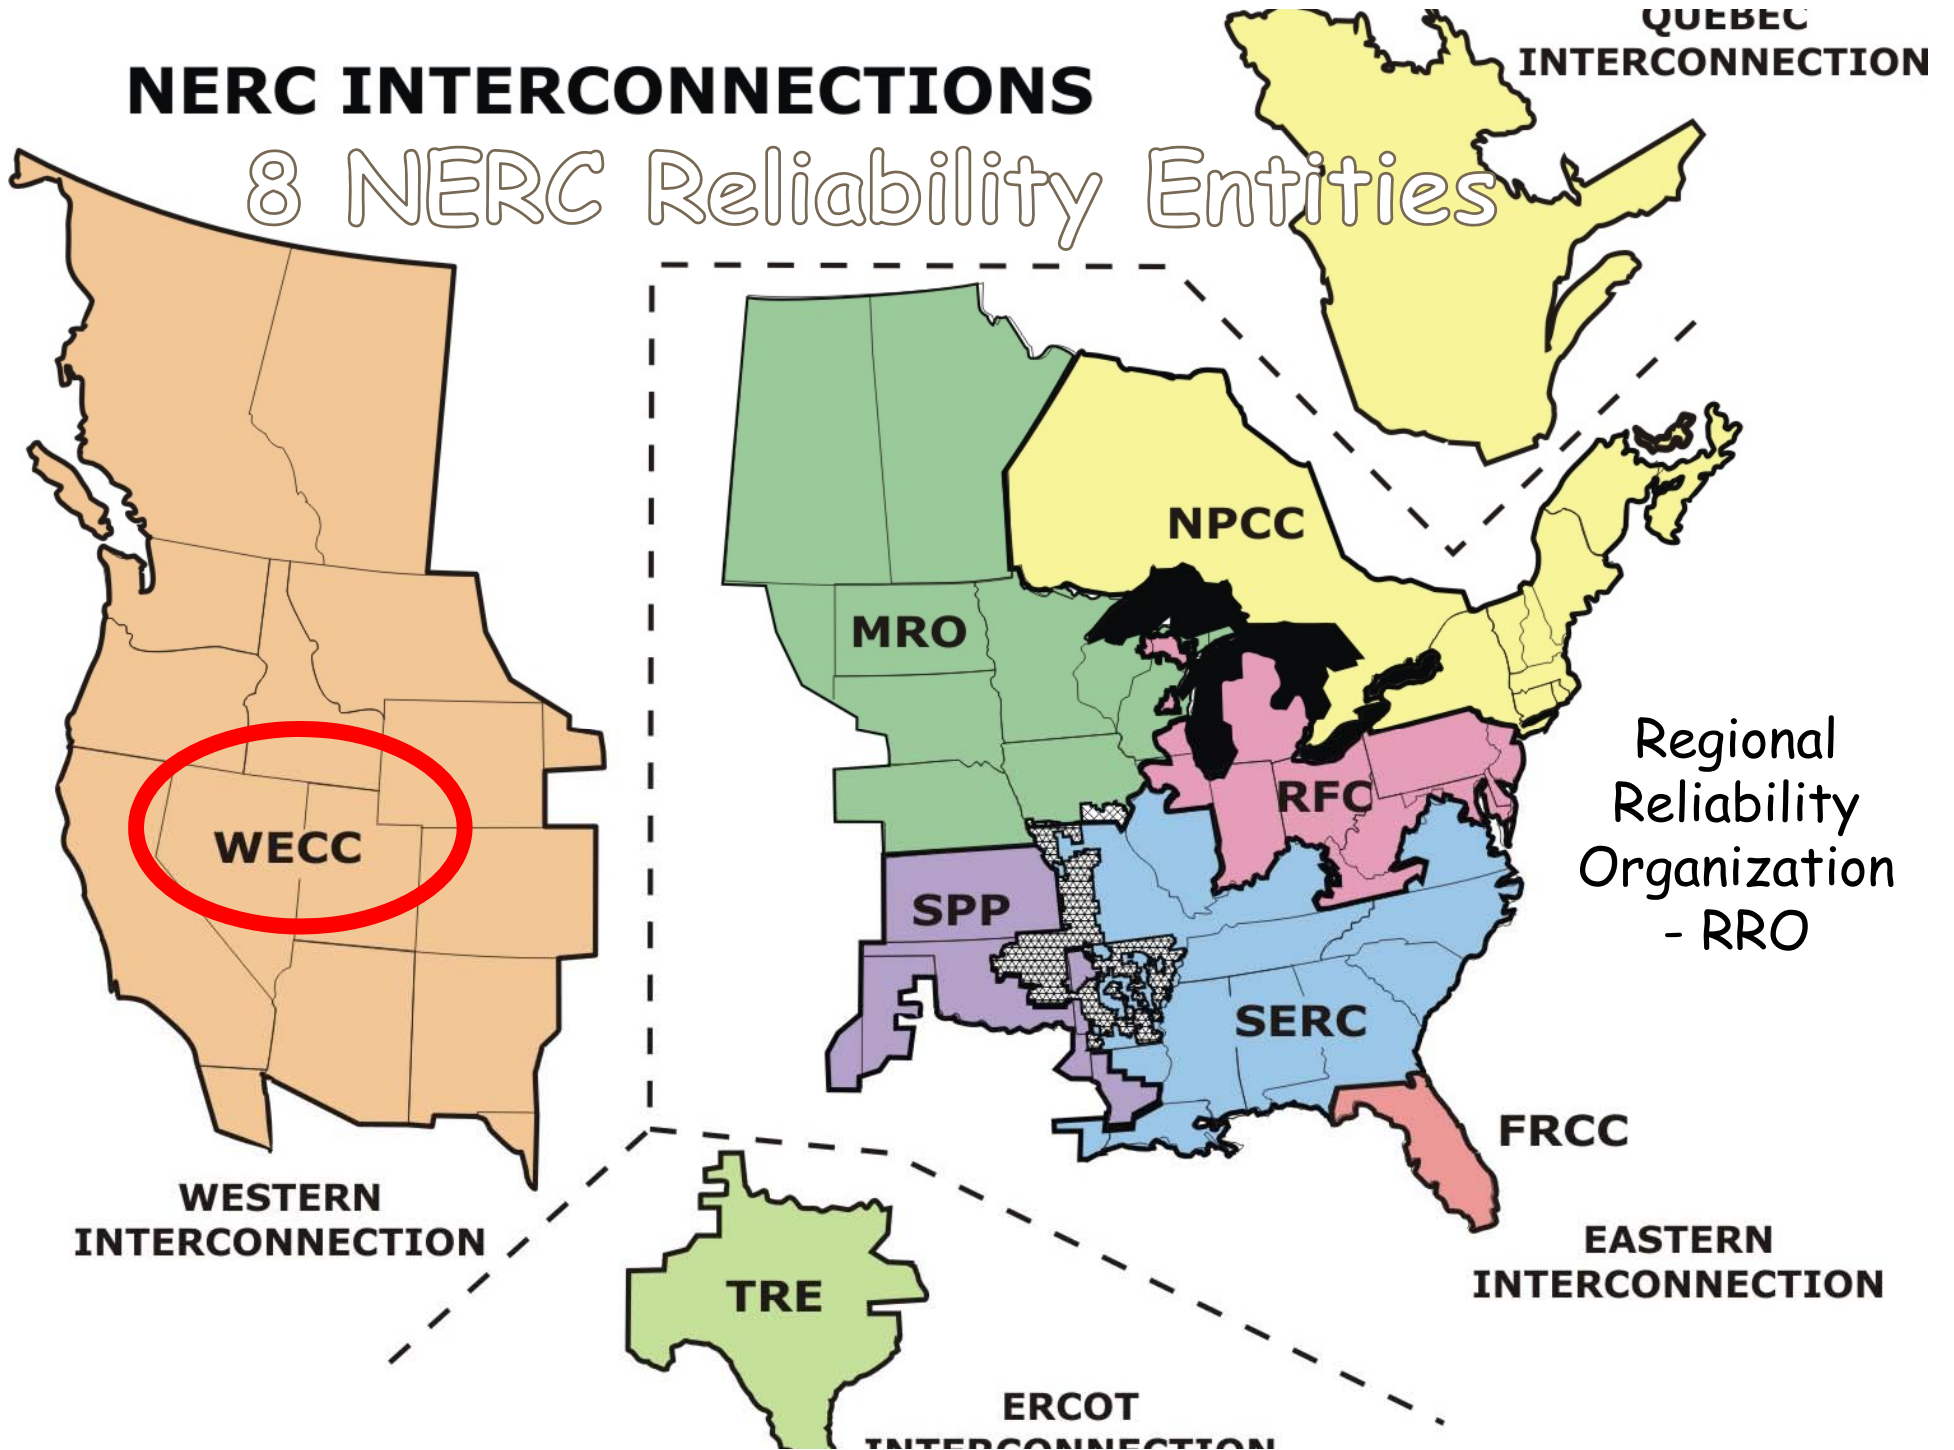 QUEBEC
INTERCONNECTION
NERC INTERCONNECTIONS
8 NERC Reliability Entities
NPCC
MRO
Regional
Reliability
Organization
- RRO
RFC
WECC
SPP
SERC
FRCC
WESTERN
INTERCONNECTION
EASTERN
INTERCONNECTION
TRE
ERCOT
INTERCONNECTION